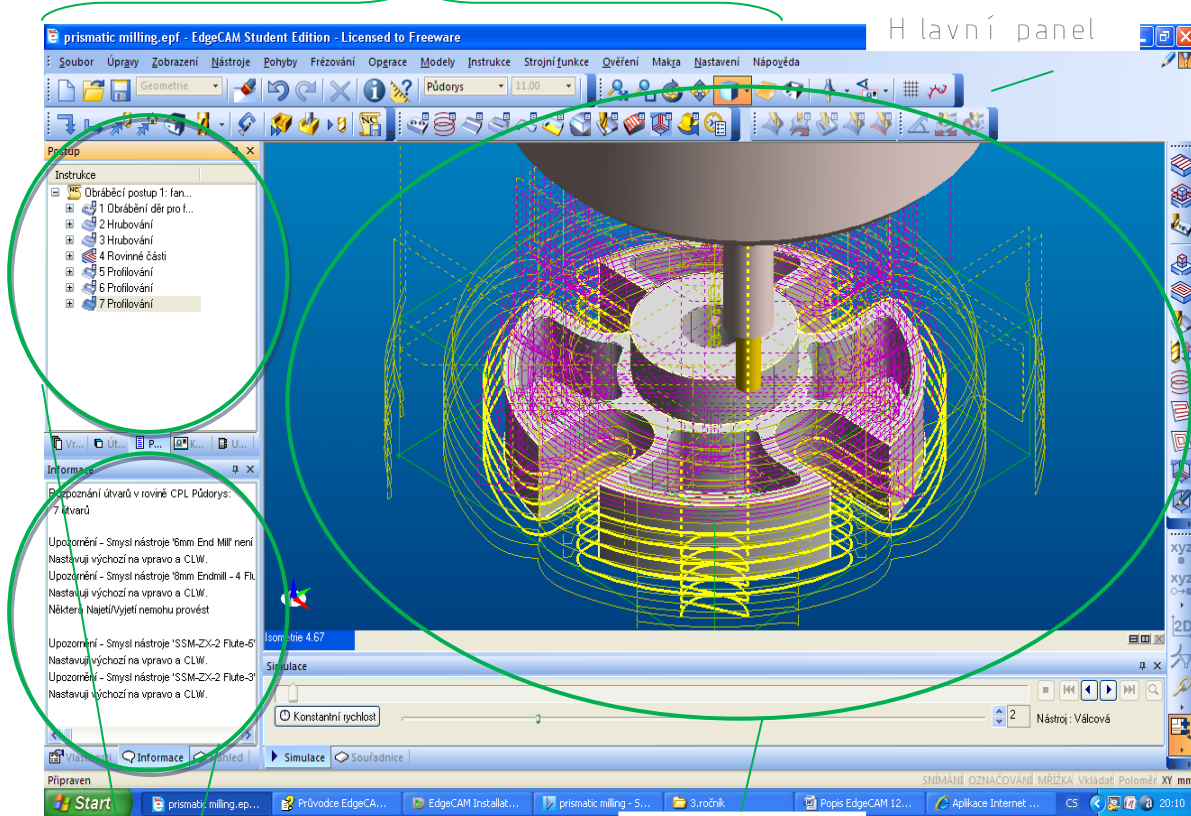 Hlavní panel
prismatic milling.epf - EdgeCAM Student Edition - Licensed to Freeware
Soubor Úpravy Zobrazení Nástroje Pohyby Frézování Operace Modely Instrukce Strojní funkce Ověření Makra Nastavení Nápověda
Geometrie Půdorys 11.00
Postup
Instrukce
Obráběcí postup 1: fan...
1 Obrábění děr pro f...
2 Hrubování
3 Hrubování
4 Rovinné části
5 Profilování
6 Profilování
7 Profilování
Vr... Út... P... K... U...
Informace
Rozpoznání útvarů v rovině CPL Půdorys:
7 útvarů
Upozornění - Smysl nástroje '6mm End Mill' není
Nastavuji výchozí na vpravo a CLW.
Upozornění - Smysl nástroje '8mm Endmill - 4 Flu
Nastavuji výchozí na vpravo a CLW.
Některá Najetí/Vyjetí nemohu provést
Upozornění - Smysl nástroje 'SSM-ZX-2 Flute-6'
Nastavuji výchozí na vpravo a CLW.
Upozornění - Smysl nástroje 'SSM-ZX-2 Flute-3'
Nastavuji výchozí na vpravo a CLW.
Vlastnosti Informace Náhled
xyz
xyz
2D
Isometrie 4.67
Simulace
Konstantní rychlost 2 Nástroj : Válcová
Simulace Souřadnice
Připraven SNÍMÁNÍ OZNAČOVÁNÍ MŘÍŽKA Vkládat Poloměr XY mm
Start prismatic milling.ep... Průvodce EdgeCA... EdgeCAM Installat... prismatic milling - S... 3.ročník Popis EdgeCAM 12... Aplikace Internet ... CS 20:10